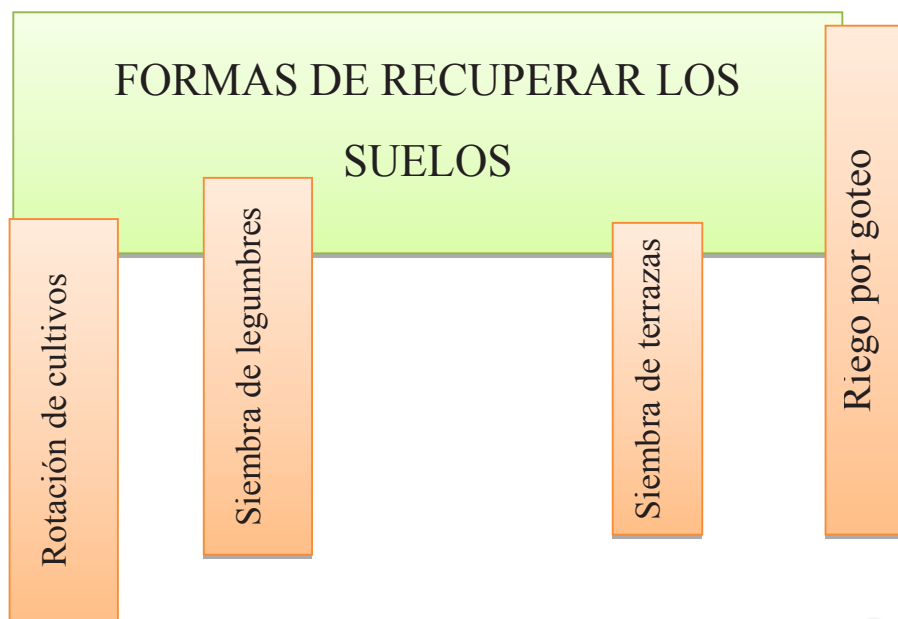 FORMAS DE RECUPERAR LOS
SUELOS
Rotación de cultivos
Siembra de legumbres
Siembra de terrazas
Riego por goteo